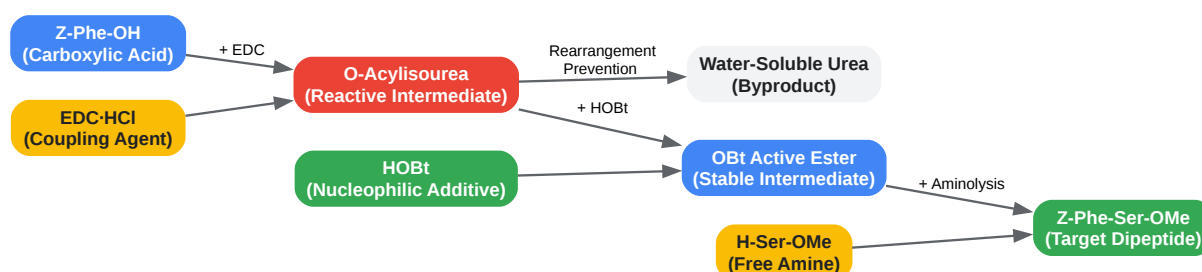 Z-Phe-OH
(Carboxylic Acid)
+ EDC
EDC·HCl
(Coupling Agent)
O-Acylisourea
(Reactive Intermediate)
Rearrangement
Prevention
Water-Soluble Urea
(Byproduct)
+ HOBt
HOBt
(Nucleophilic Additive)
OBt Active Ester
(Stable Intermediate)
+ Aminolysis
H-Ser-OMe
(Free Amine)
Z-Phe-Ser-OMe
(Target Dipeptide)